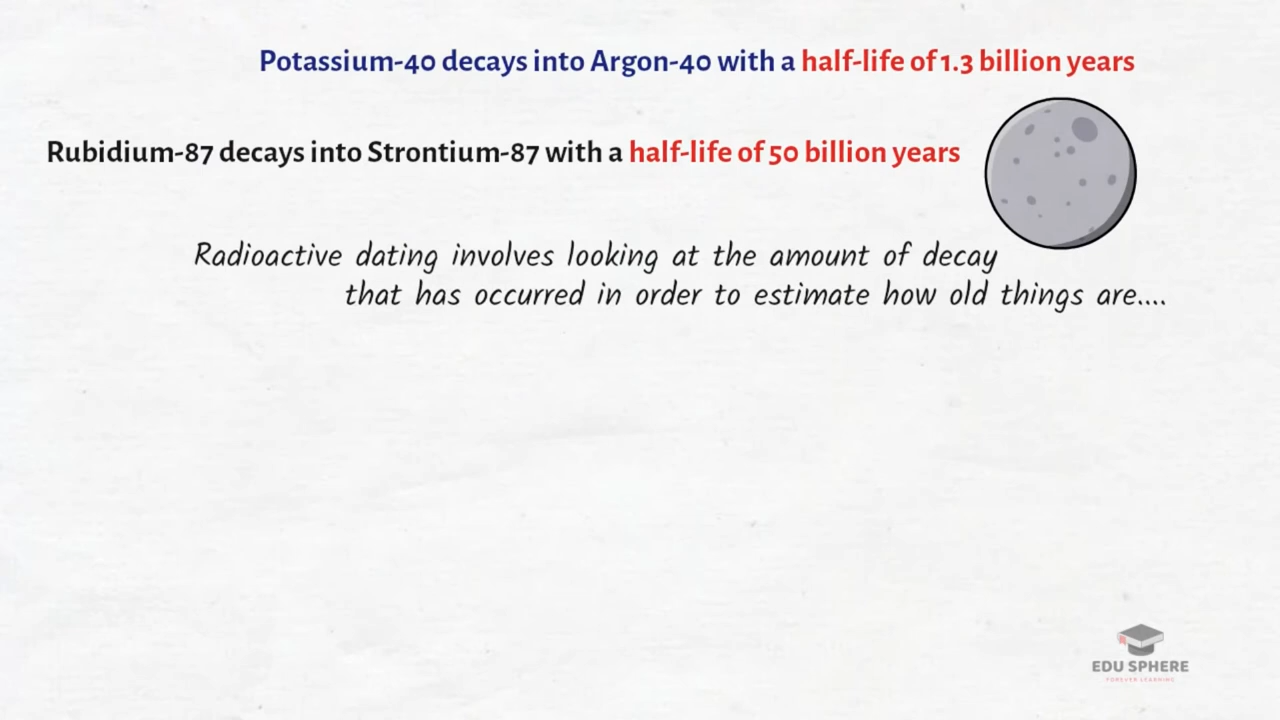 Potassium-40 decays into Argon-40 with a half-life of 1.3 billion years
Rubidium-87 decays into Strontium-87 with a half-life of 50 billion years
Radioactive dating involves looking at the amount of decay
that has occurred in order to estimate how old things are....
EDU SPHERE
FOREVER LEARNING